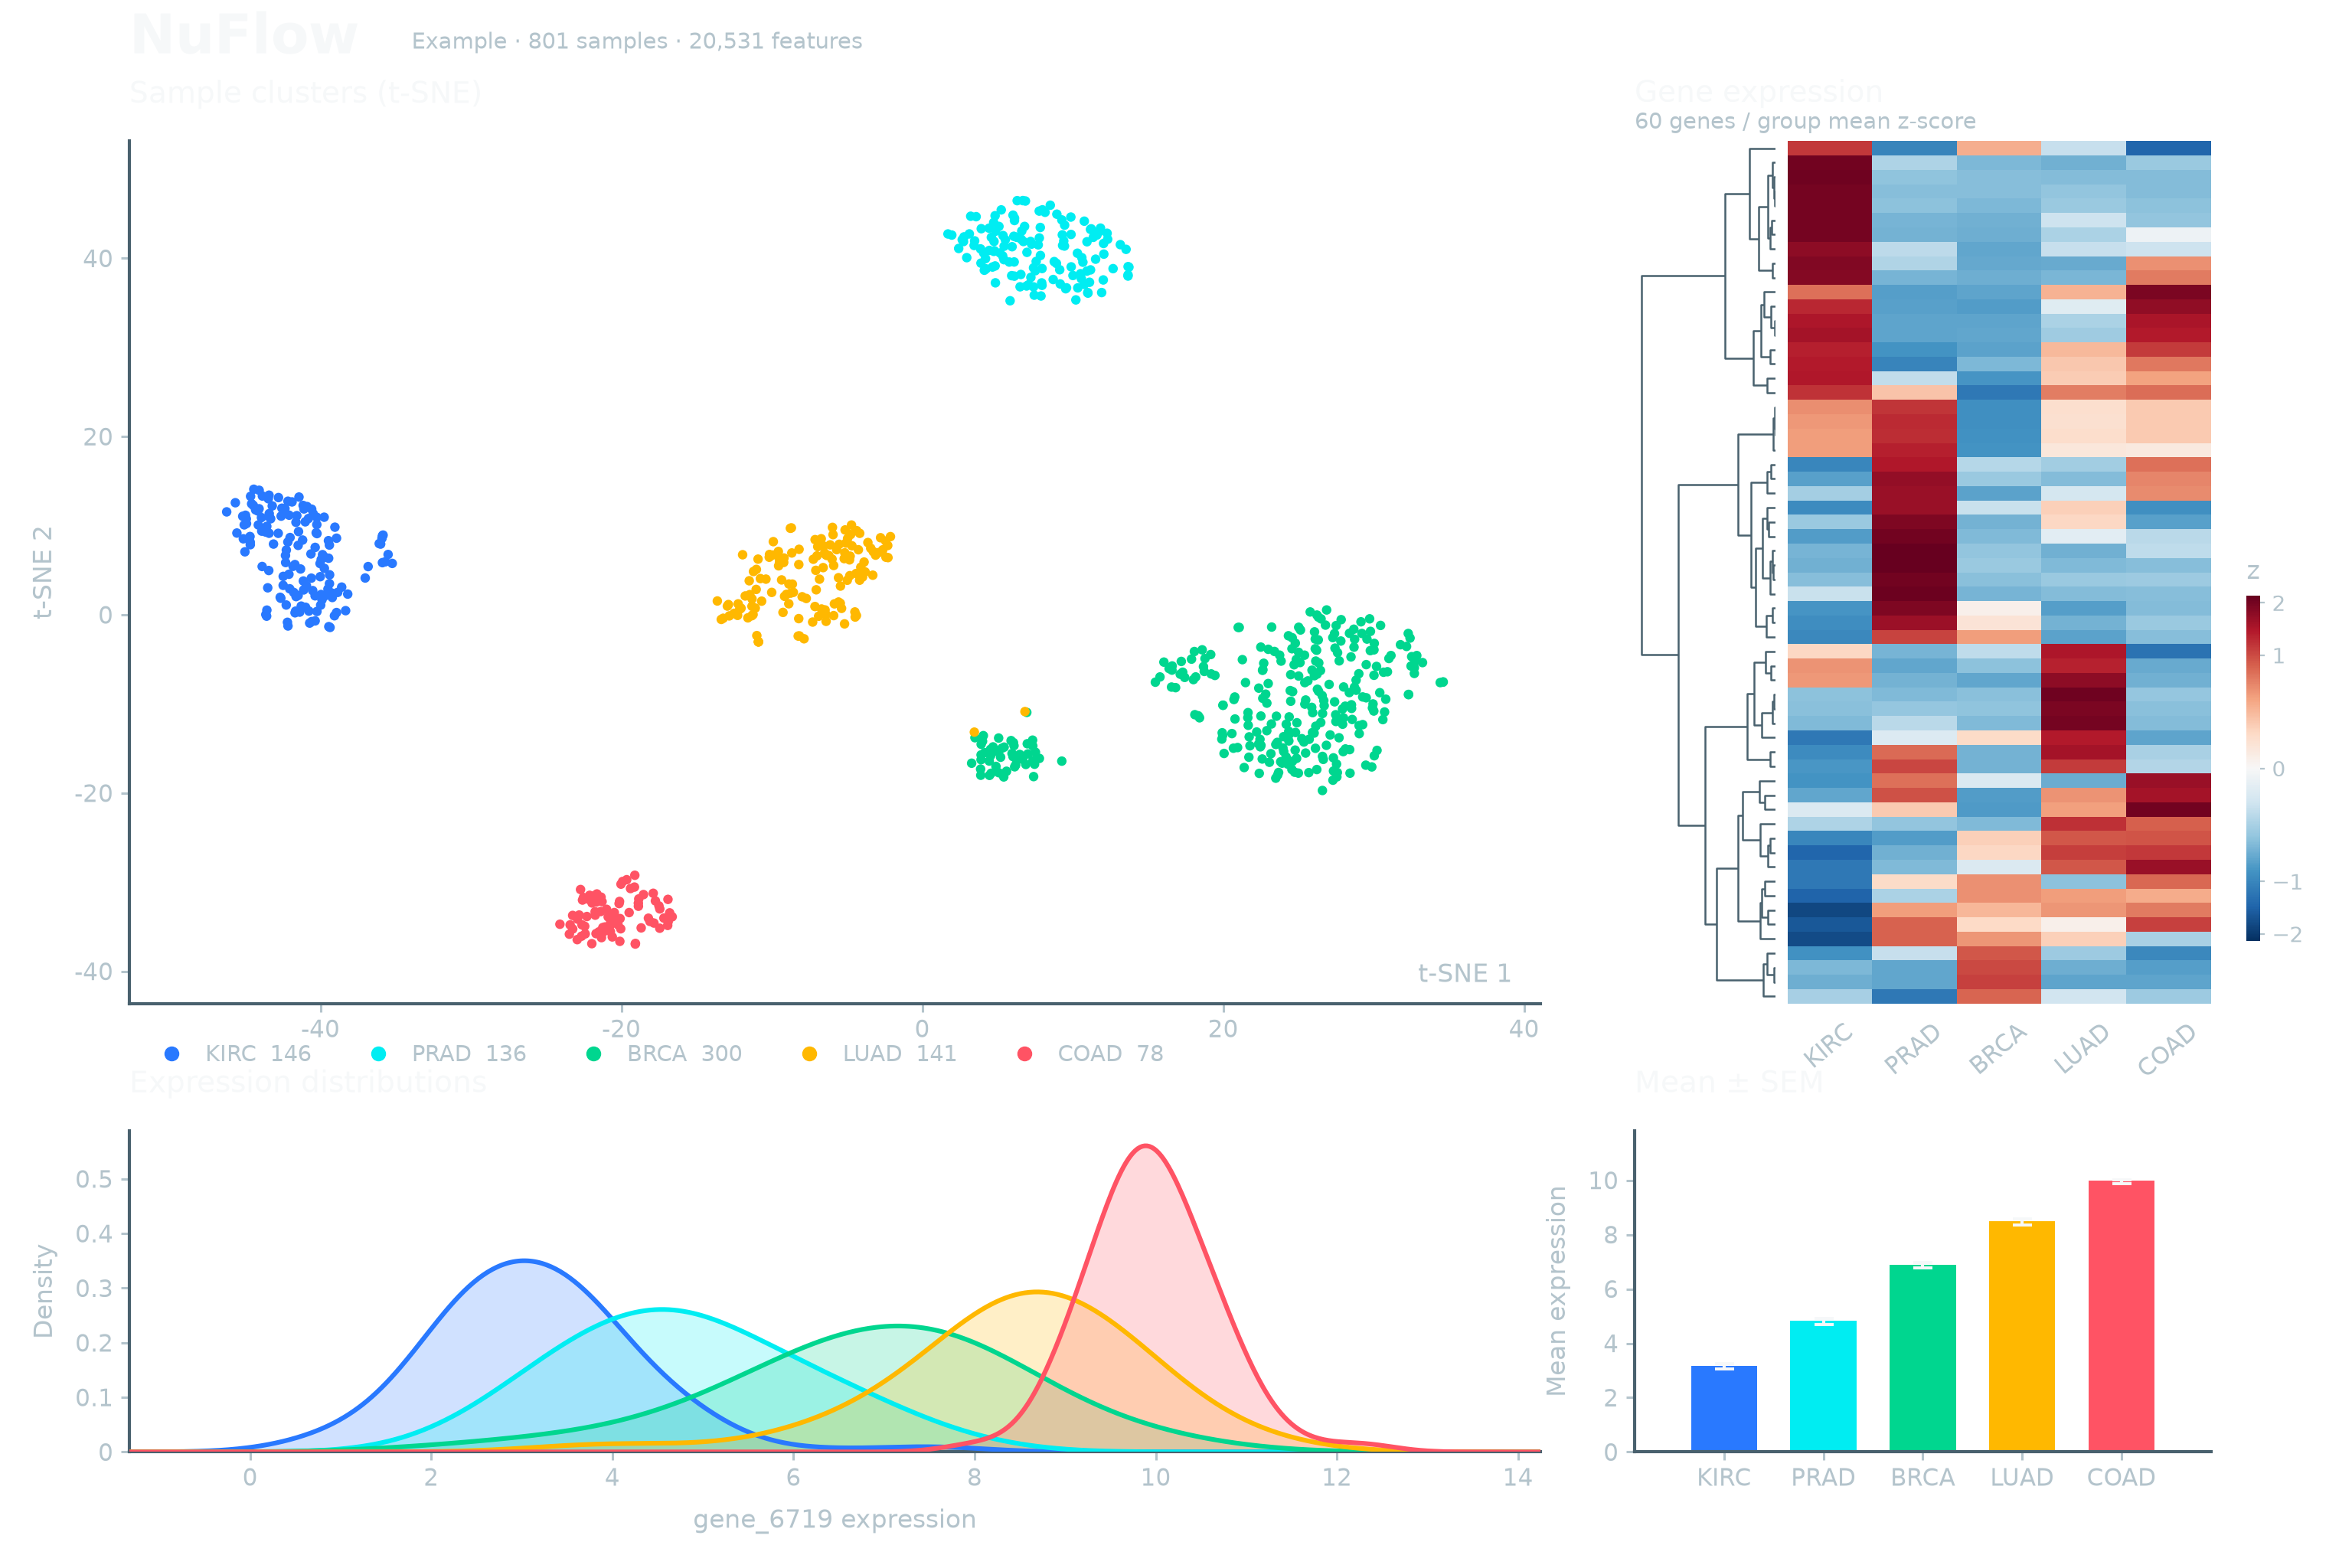 NuFlow
Example · 801 samples · 20,531 features
Sample clusters (t-SNE)
t-SNE 2
40
20
0
-20
-40
-40
-20
0
20
40
t-SNE 1
KIRC 146
PRAD 136
BRCA 300
LUAD 141
COAD 78
Gene expression
60 genes / group mean z-score
KIRC
PRAD
BRCA
LUAD
COAD
z
2
1
0
−1
−2
Expression distributions
Density
0.5
0.4
0.3
0.2
0.1
0
0
2
4
6
8
10
12
14
gene_6719 expression
Mean ± SEM
Mean expression
10
8
6
4
2
0
KIRC
PRAD
BRCA
LUAD
COAD